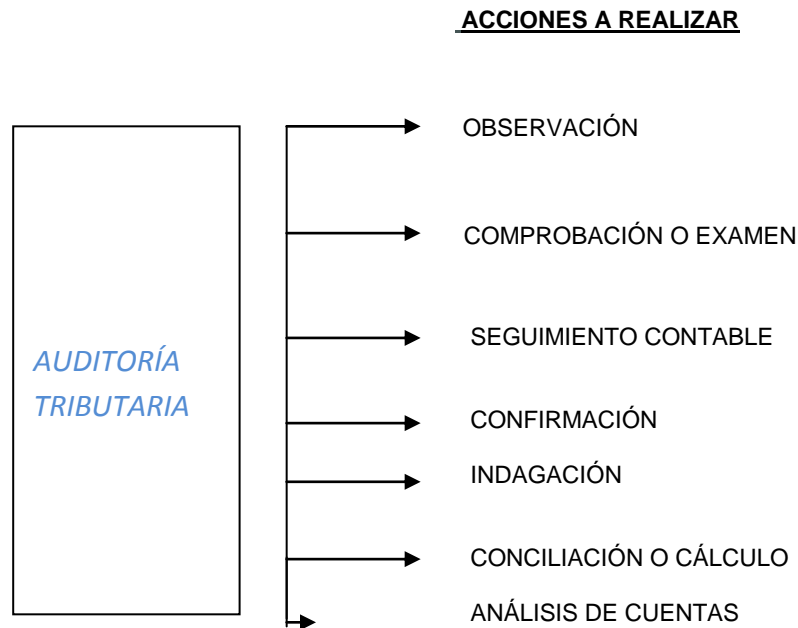 ACCIONES A REALIZAR
OBSERVACIÓN
COMPROBACIÓN O EXAMEN
SEGUIMIENTO CONTABLE
AUDITORÍA
TRIBUTARIA
CONFIRMACIÓN
INDAGACIÓN
CONCILIACIÓN O CÁLCULO
ANÁLISIS DE CUENTAS